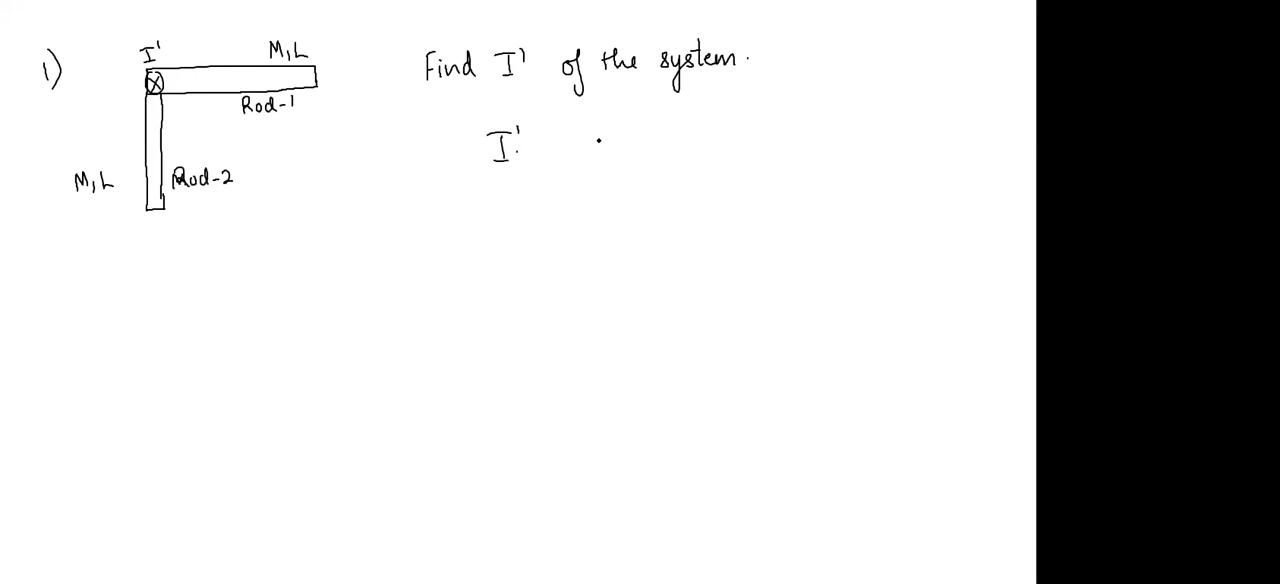 1)
I'
M,L
Rod-1
M,L
Rod-2
Find I' of the system.
I'.